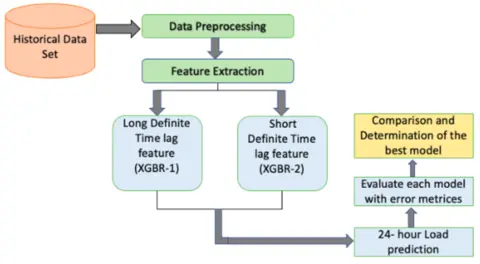 Historical Data
Set
Data Preprocessing
Feature Extraction
Long Definite
Time lag
feature
(XGBR-1)
Short
Definite Time
lag feature
(XGBR-2)
Comparison and
Determination of the
best model
Evaluate each model
with error metrices
24- hour Load
prediction